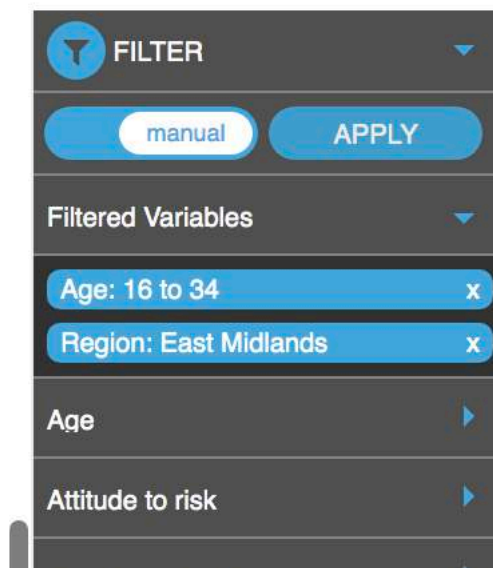 FILTER
manual APPLY
Filtered Variables
Age: 16 to 34 x
Region: East Midlands x
Age
Attitude to risk